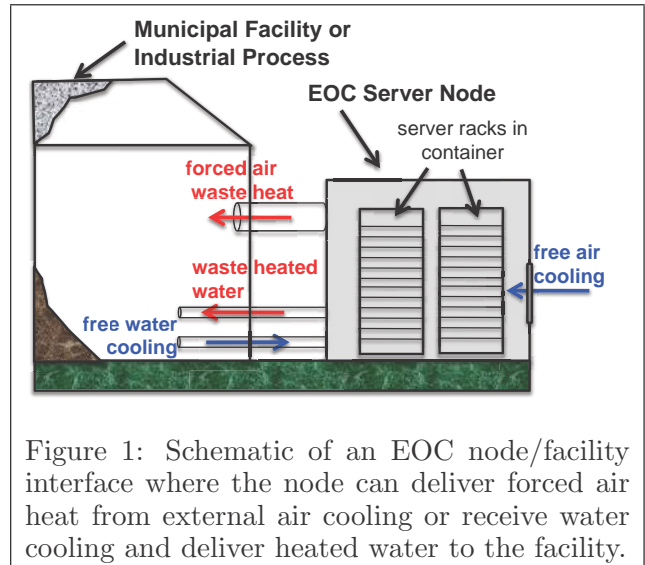 Municipal Facility or
Industrial Process
EOC Server Node
server racks in
container
forced air
waste heat
waste heated
water
free air
cooling
free water
cooling
Figure 1: Schematic of an EOC node/facility
interface where the node can deliver forced air
heat from external air cooling or receive water
cooling and deliver heated water to the facility.